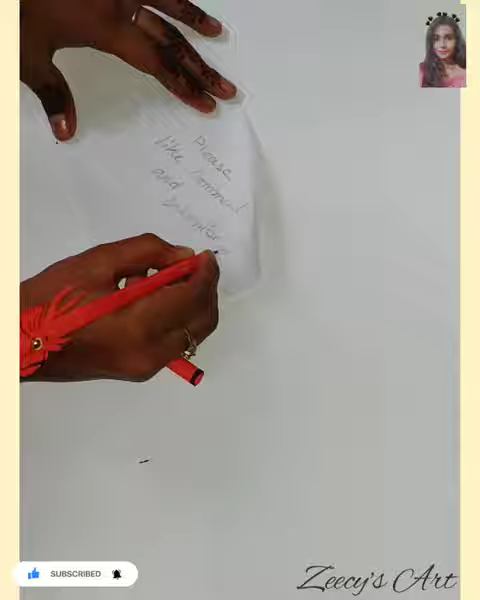 Please
like comment
and
subscribe
SUBSCRIBED
Zeecy's Art